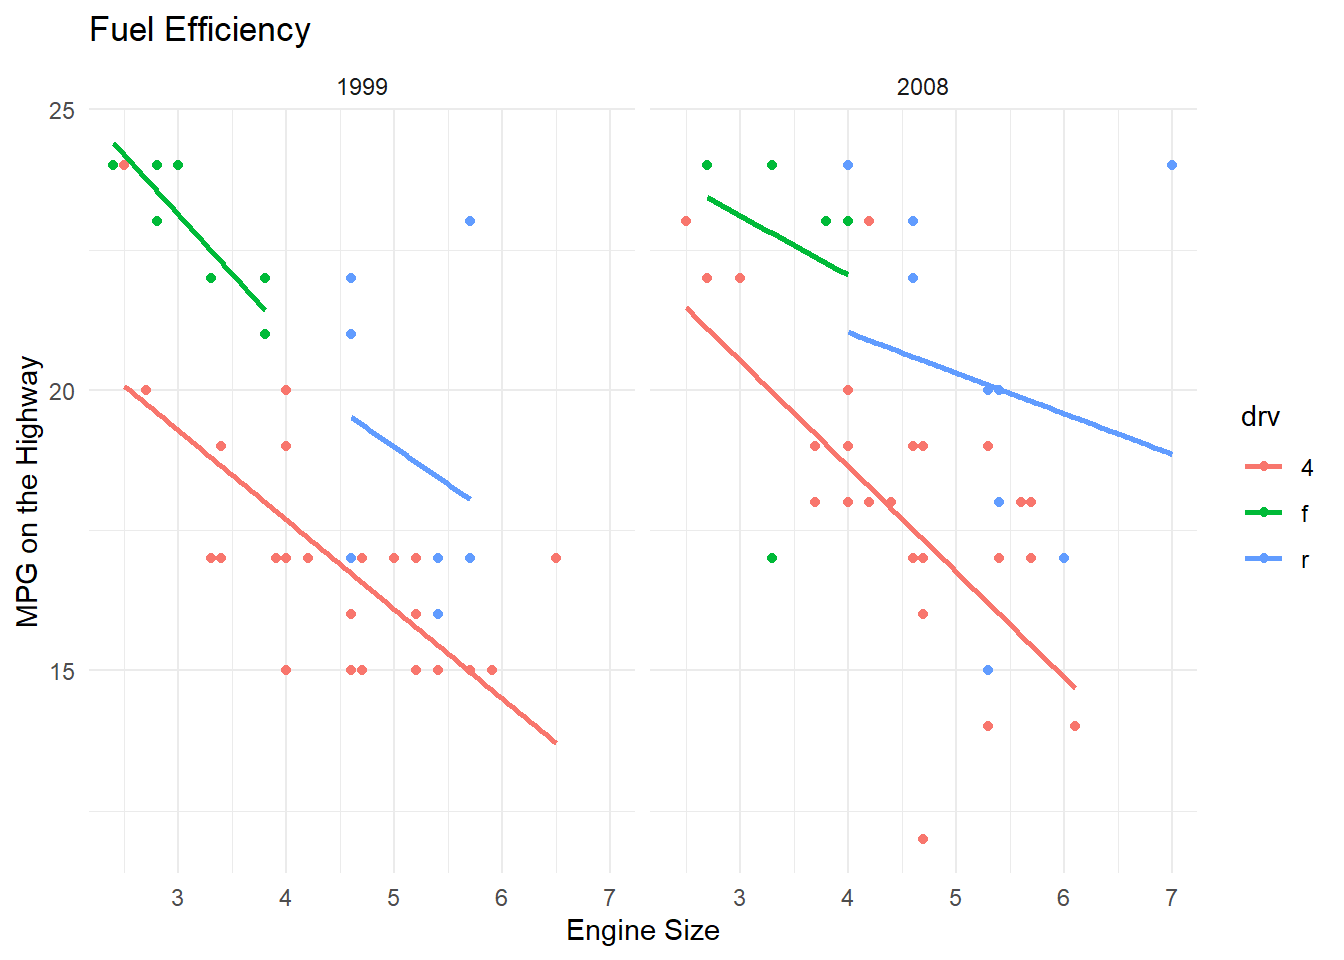 Fuel Efficiency
1999
2008
25
20
15
MPG on the Highway
3 4 5 6 7
3 4 5 6 7
Engine Size
drv
4
f
r